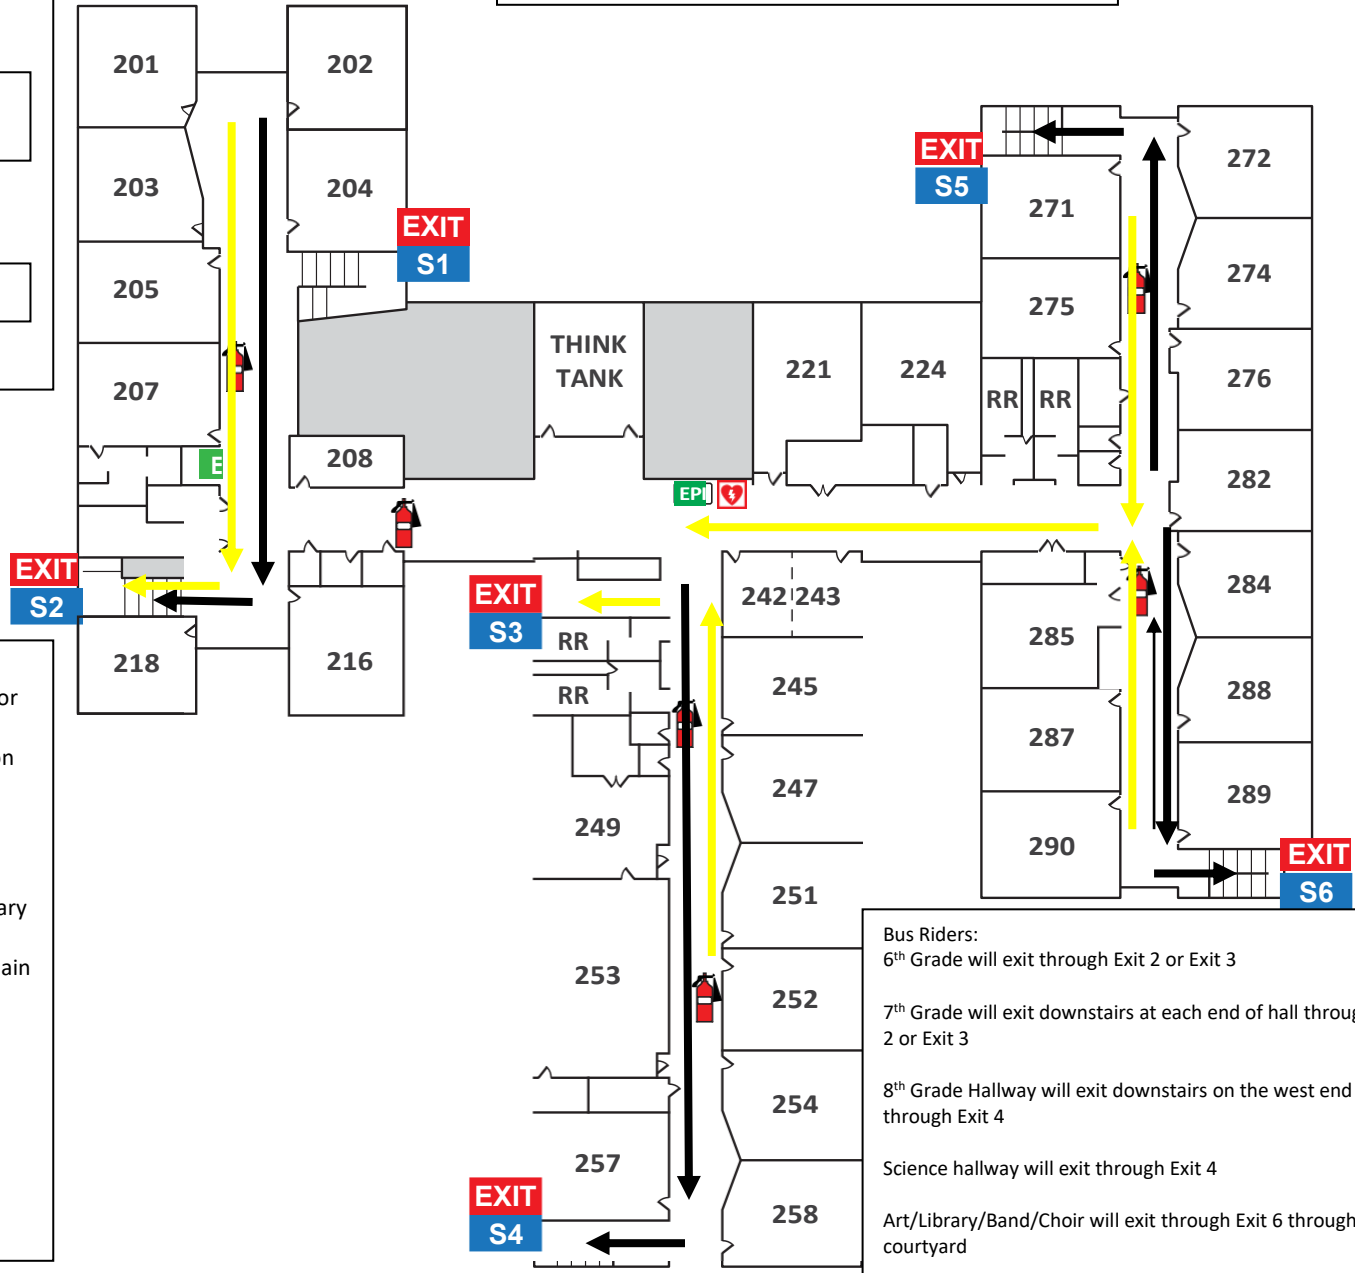 201
202
203
204
EXIT
S1
205
207
208
E
EXIT
S2
218
216
THINK
TANK
221
224
EPI
EXIT
S5
271
272
274
275
276
RR
RR
282
284
285
287
288
289
290
EXIT
S6
EXIT
S3
RR
RR
242
243
245
247
249
251
252
253
254
257
258
EXIT
S4
or
on
ary
ain
Bus Riders:
6th Grade will exit through Exit 2 or Exit 3
7th Grade will exit downstairs at each end of hall throug
2 or Exit 3
8th Grade Hallway will exit downstairs on the west end
through Exit 4
Science hallway will exit through Exit 4
Art/Library/Band/Choir will exit through Exit 6 through
courtyard